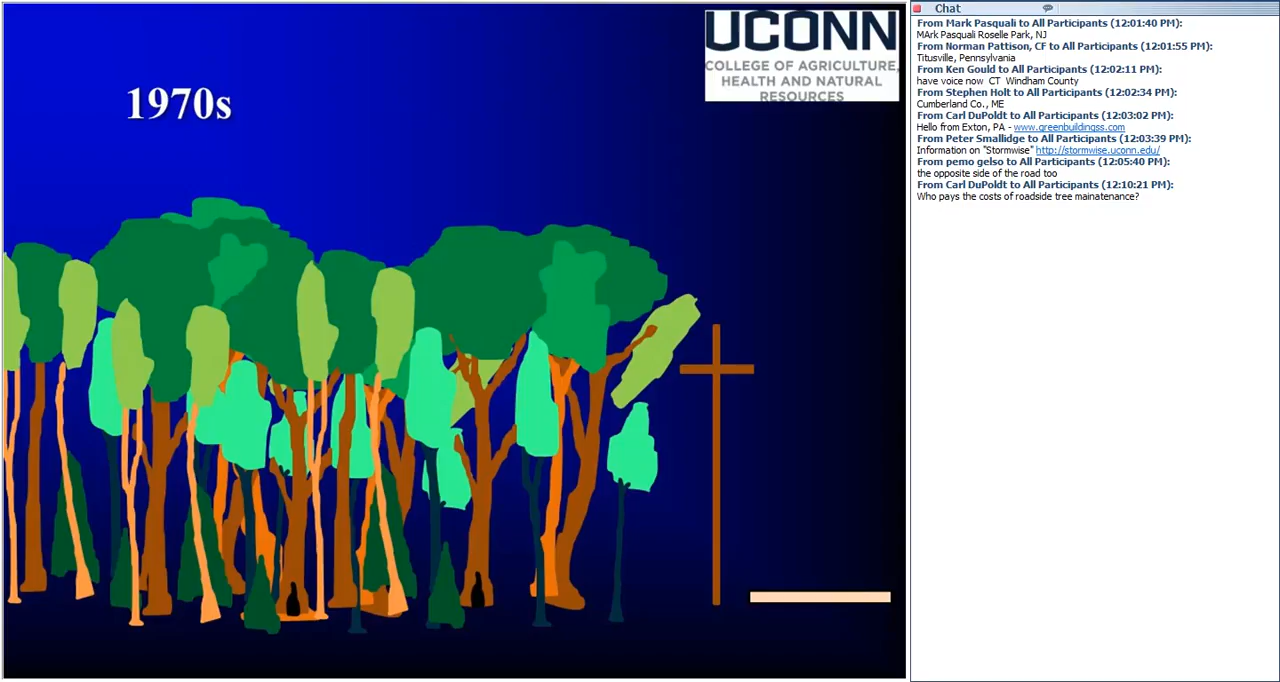 1970s
UCONN
COLLEGE OF AGRICULTURE,
HEALTH AND NATURAL
RESOURCES
Chat
From Mark Pasquali to All Participants (12:01:40 PM):
MArk Pasquali Roselle Park, NJ
From Norman Pattison, CF to All Participants (12:01:55 PM):
Titusville, Pennsylvania
From Ken Gould to All Participants (12:02:11 PM):
have voice now  CT  Windham County
From Stephen Holt to All Participants (12:02:34 PM):
Cumberland Co., ME
From Carl DuPoldt to All Participants (12:03:02 PM):
Hello from Exton, PA - www.greenbuildingss.com
From Peter Smallidge to All Participants (12:03:39 PM):
Information on "Stormwise" http://stormwise.uconn.edu/
From pemo gelso to All Participants (12:05:40 PM):
the opposite side of the road too
From Carl DuPoldt to All Participants (12:10:21 PM):
Who pays the costs of roadside tree mainatenance?